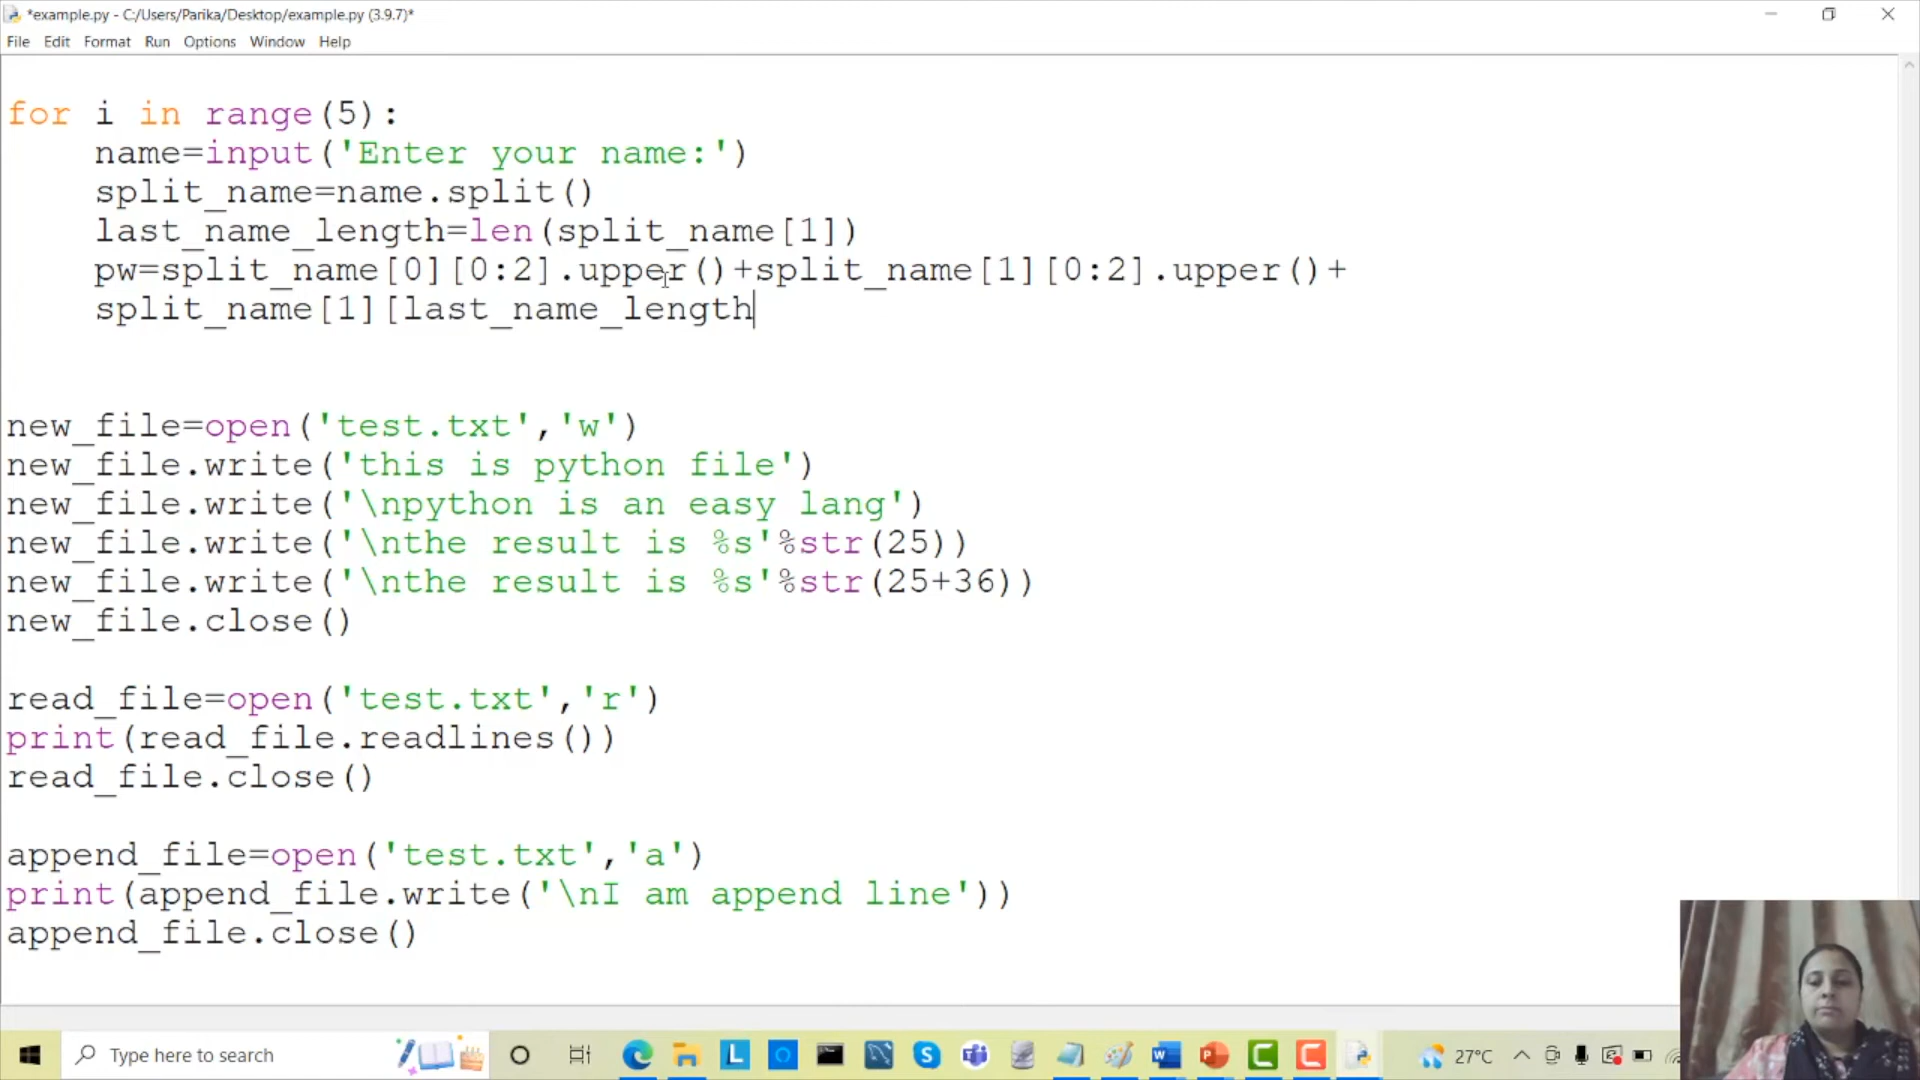 *example.py - C:/Users/Parika/Desktop/example.py (3.9.7)*
File Edit Format Run Options Window Help
for i in range(5):
    name=input('Enter your name:')
    split_name=name.split()
    last_name_length=len(split_name[1])
    pw=split_name[0][0:2].upper()+split_name[1][0:2].upper()+
    split_name[1][last_name_length
new_file=open('test.txt','w')
new_file.write('this is python file')
new_file.write('\npython is an easy lang')
new_file.write('\nthe result is %s'%str(25))
new_file.write('\nthe result is %s'%str(25+36))
new_file.close()
read_file=open('test.txt','r')
print(read_file.readlines())
read_file.close()
append_file=open('test.txt','a')
print(append_file.write('\nI am append line'))
append_file.close()
Type here to search
27°C